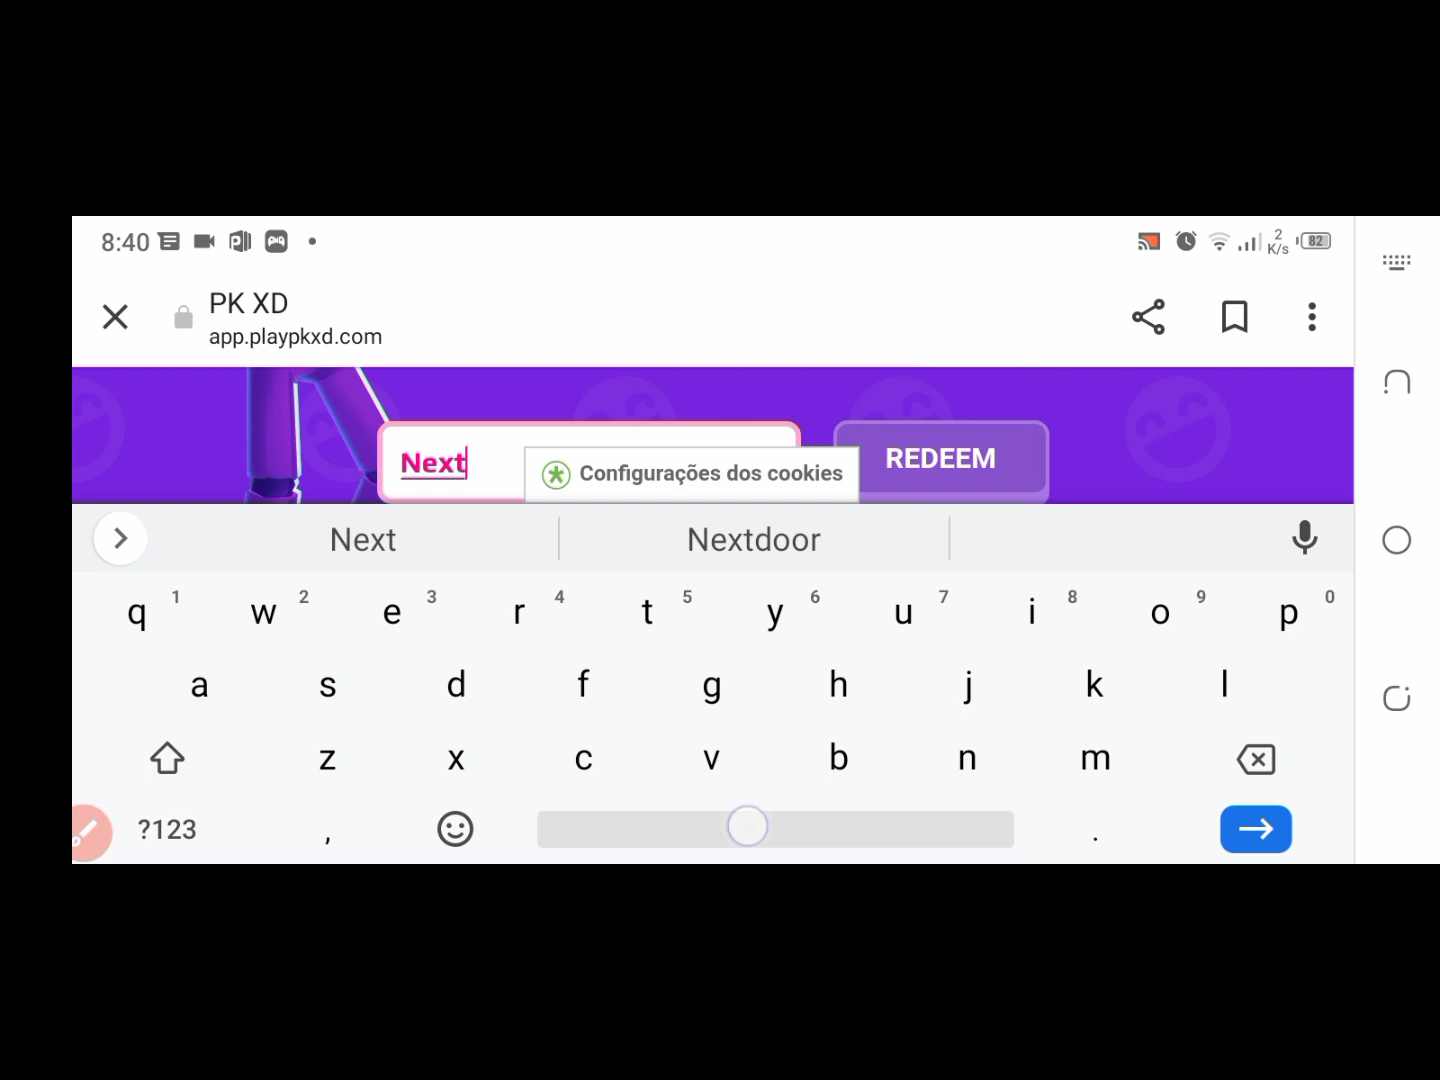 8:40
2
K/s
82
PK XD
app.playpkxd.com
Next
Configurações dos cookies
REDEEM
Next Nextdoor
q 1 w 2 e 3 r 4 t 5 y 6 u 7 i 8 o 9 p 0
a s d f g h j k l
z x c v b n m
?123 , .